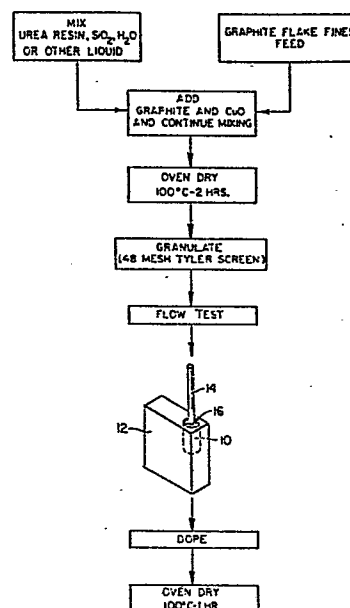 MIX
UREA RESIN, SiO₂, H₂O
OR OTHER LIQUID
GRAPHITE FLAKE FINES
FEED
ADD
GRAPHITE AND CuO
AND CONTINUE MIXING
OVEN DRY
100°C-2 HRS.
GRANULATE
(48 MESH TYLER SCREEN)
FLOW TEST
14
16
12
10
DOPE
OVEN DRY
100°C-1 HR